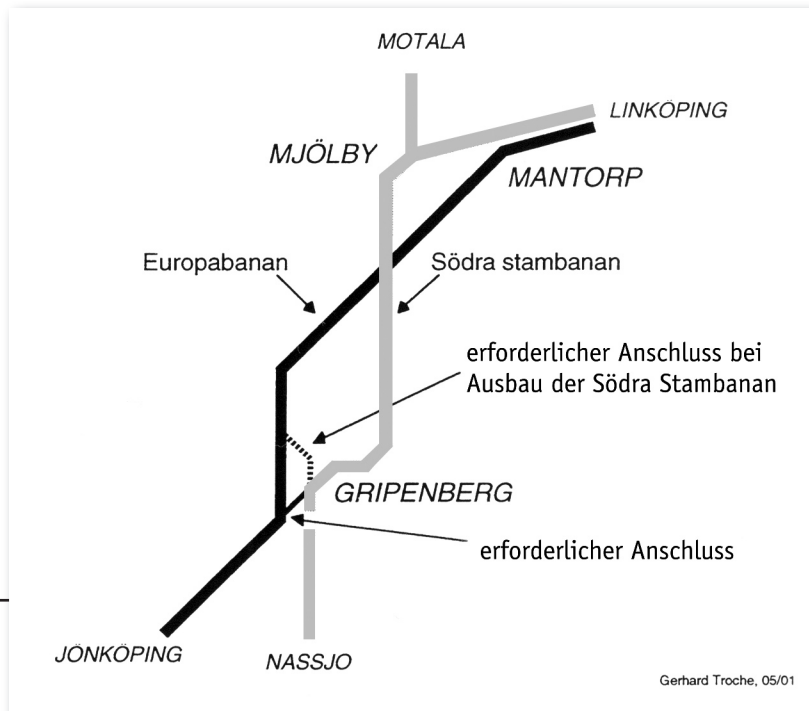 MOTALA
LINKÖPING
MJÖLBY
MANTORP
Europabanan
Södra stambanan
erforderlicher Anschluss bei
Ausbau der Södra Stambanan
GRIPENBERG
erforderlicher Anschluss
JÖNKÖPING
NASSJO
Gerhard Troche, 05/01